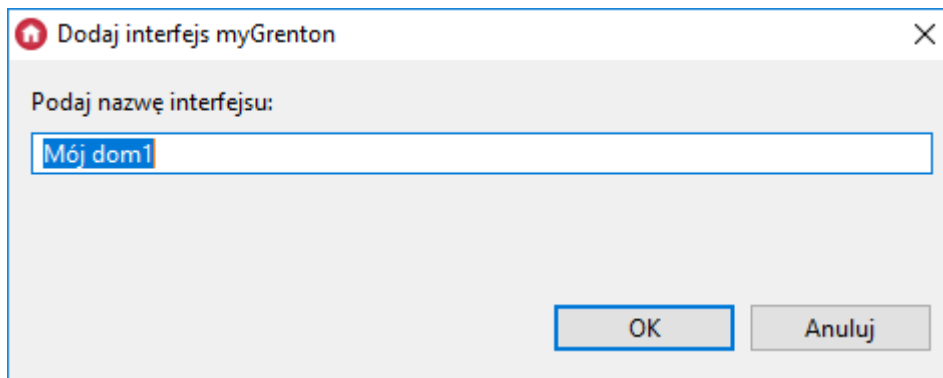 Dodaj interfejs myGrenton
Podaj nazwę interfejsu:
Mój dom1
OK
Anuluj